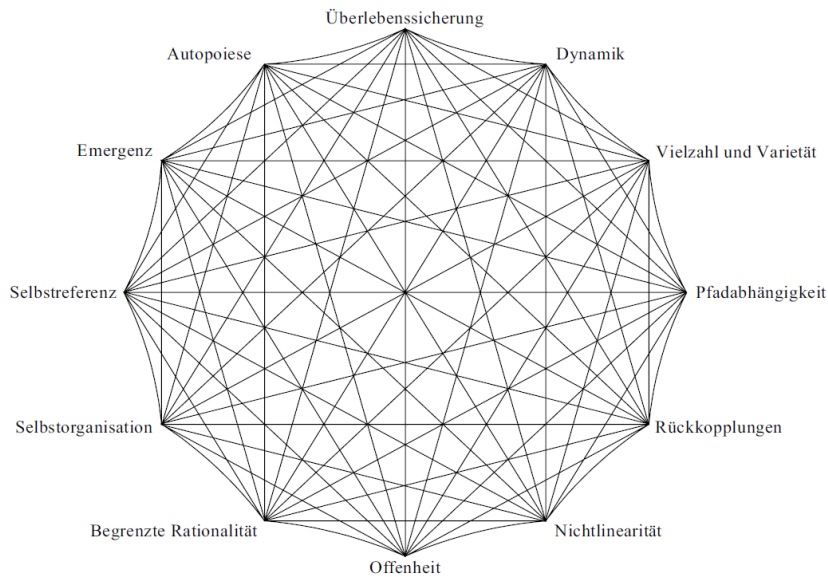 Überlebenssicherung
Autopoiese
Dynamik
Emergenz
Vielzahl und Varietät
Selbstreferenz
Pfadabhängigkeit
Selbstorganisation
Rückkopplungen
Begrenzte Rationalität
Nichtlinearität
Offenheit